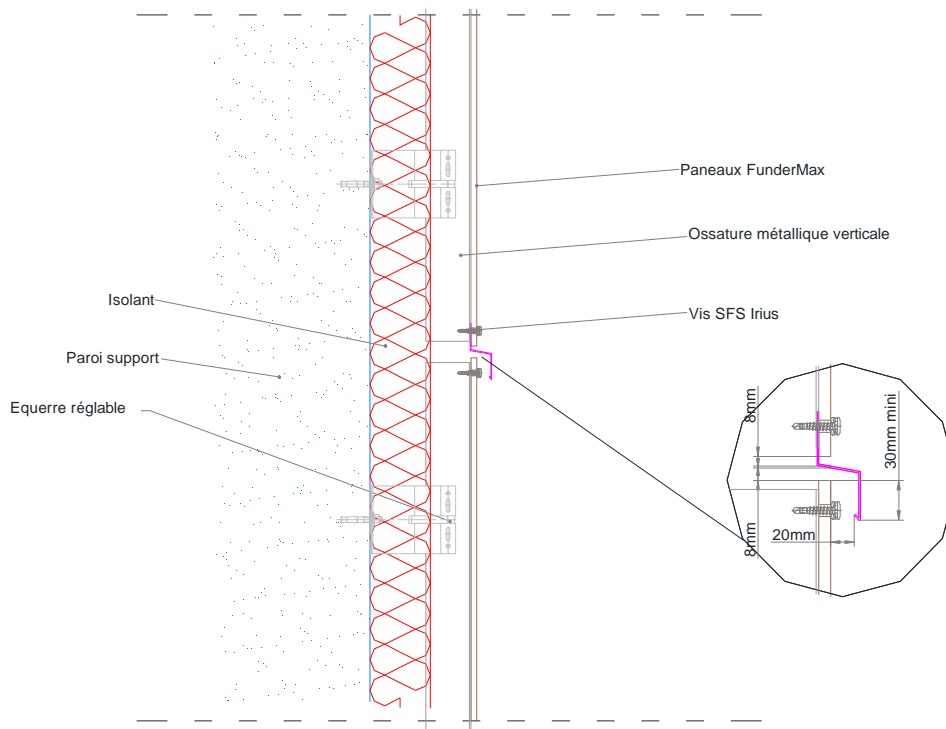 Paneaux FunderMax
Ossature métallique verticale
Isolant
Vis SFS Irius
Paroi support
Equerre réglable
8mm
30mm mini
8mm
20mm